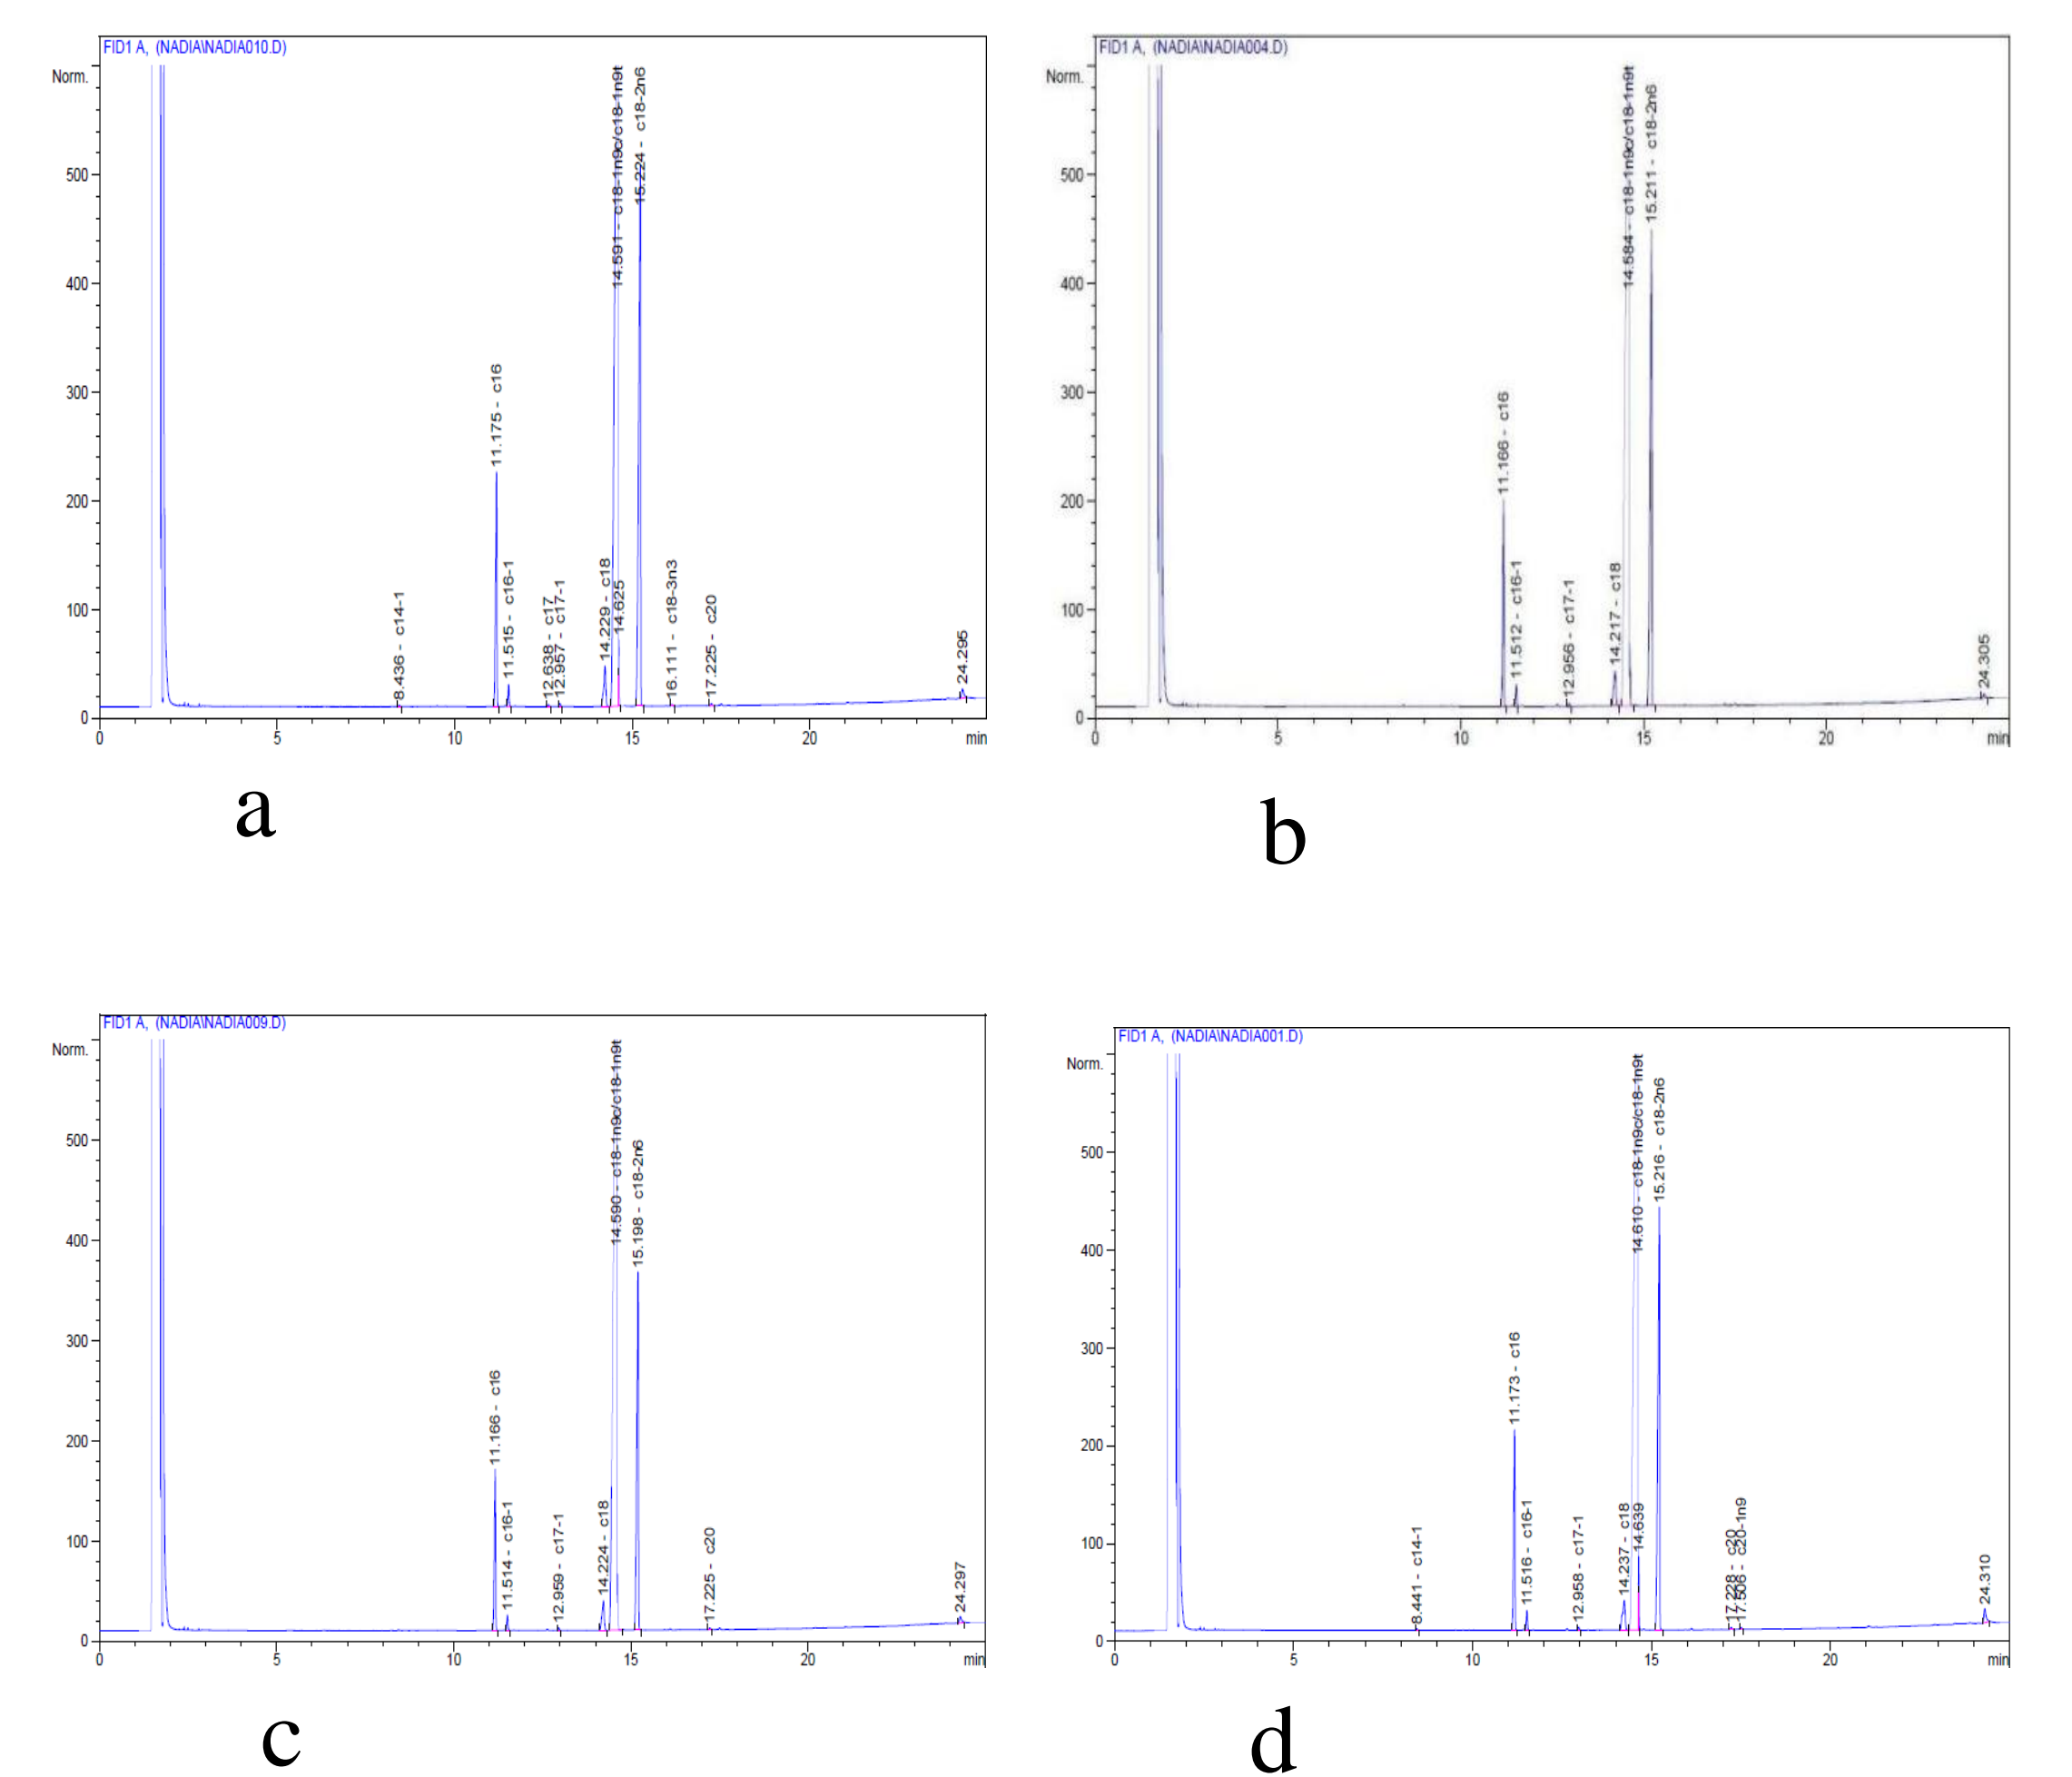 FID1 A, (NADIA\NADIA010.D)
Norm.
500
400
300
200
100
0
8.436 - c14-1
11.175 - c16
11.515 - c16-1
12.638 - c17
12.957 - c17-1
14.229 - c18
14.591 - c18-1n9c/c18-1n9t
14.625
15.224 - c18-2n6
16.111 - c18-3n3
17.225 - c20
24.295
0 5 10 15 20 min
a
FID1 A, (NADIA\NADIA004.D)
Norm.
500
400
300
200
100
0
11.166 - c16
11.512 - c16-1
12.956 - c17-1
14.217 - c18
14.584 - c18-1n9c/c18-1n9t
15.211 - c18-2n6
24.305
0 5 10 15 20 min
b
FID1 A, (NADIA\NADIA009.D)
Norm.
500
400
300
200
100
0
11.166 - c16
11.514 - c16-1
12.959 - c17-1
14.224 - c18
14.590 - c18-1n9c/c18-1n9t
15.198 - c18-2n6
17.225 - c20
24.297
0 5 10 15 20 min
c
FID1 A, (NADIA\NADIA001.D)
Norm.
500
400
300
200
100
0
8.441 - c14-1
11.173 - c16
11.516 - c16-1
12.958 - c17-1
14.237 - c18
14.610 - c18-1n9c/c18-1n9t
14.639
15.216 - c18-2n6
17.228 - c20
17.506 - c20-1n9
24.310
0 5 10 15 20 min
d